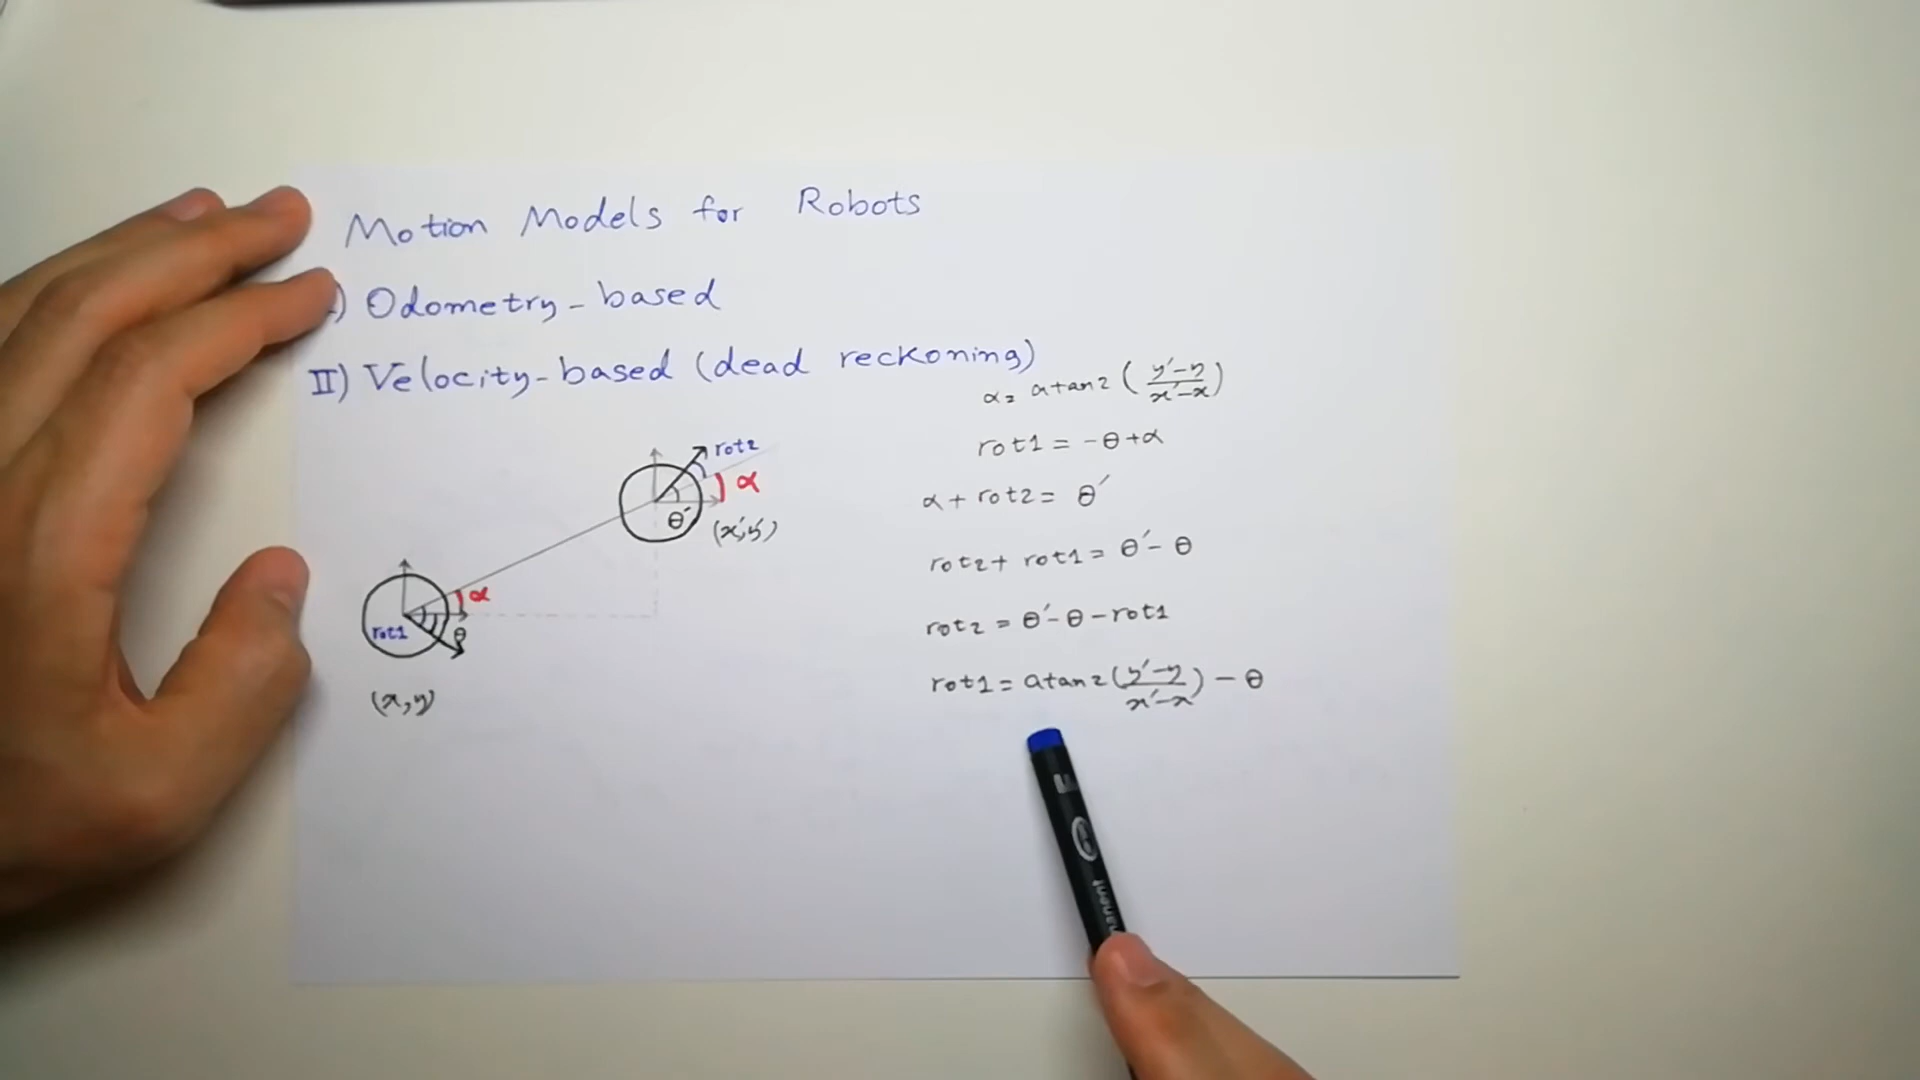 Motion Models for Robots
) Odometry-based
II) Velocity-based (dead reckoning)
α = atan2 (y′-y / x′-x)
rot1 = -θ+α
α + rot2 = θ′
rot2 + rot1 = θ′ - θ
rot2 = θ′ - θ - rot1
rot1 = atan2 (y′-y / x′-x) - θ
rot2
α
θ′
(x′,y′)
α
rot1
θ
(x,y)